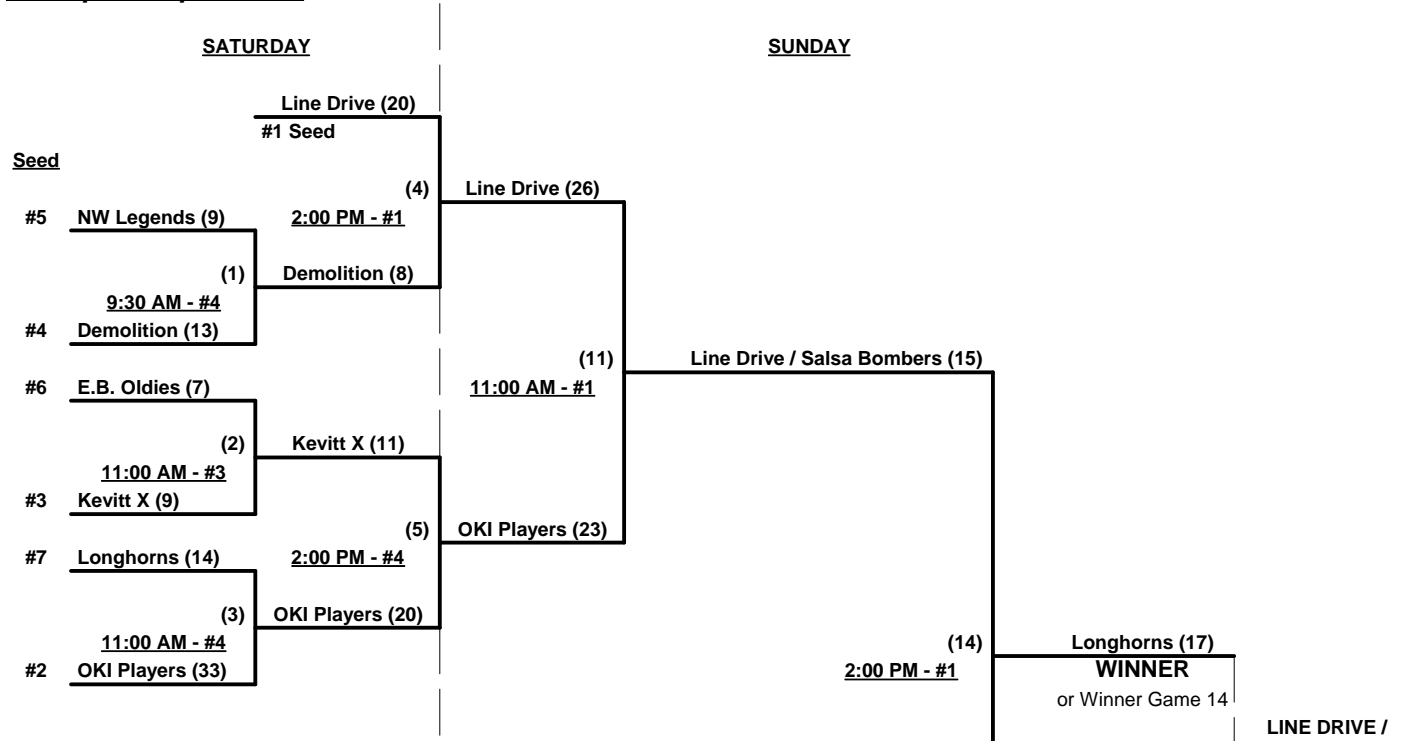 SATURDAY
SUNDAY
Line Drive (20)
#1 Seed
Seed
(4)
Line Drive (26)
#5
NW Legends (9)
2:00 PM - #1
(1)
Demolition (8)
9:30 AM - #4
#4
Demolition (13)
(11)
Line Drive / Salsa Bombers (15)
#6
E.B. Oldies (7)
11:00 AM - #1
(2)
Kevitt X (11)
11:00 AM - #3
#3
Kevitt X (9)
(5)
OKI Players (23)
#7
Longhorns (14)
2:00 PM - #4
(3)
OKI Players (20)
11:00 AM - #4
(14)
Longhorns (17)
#2
OKI Players (33)
2:00 PM - #1
WINNER
or Winner Game 14
LINE DRIVE /